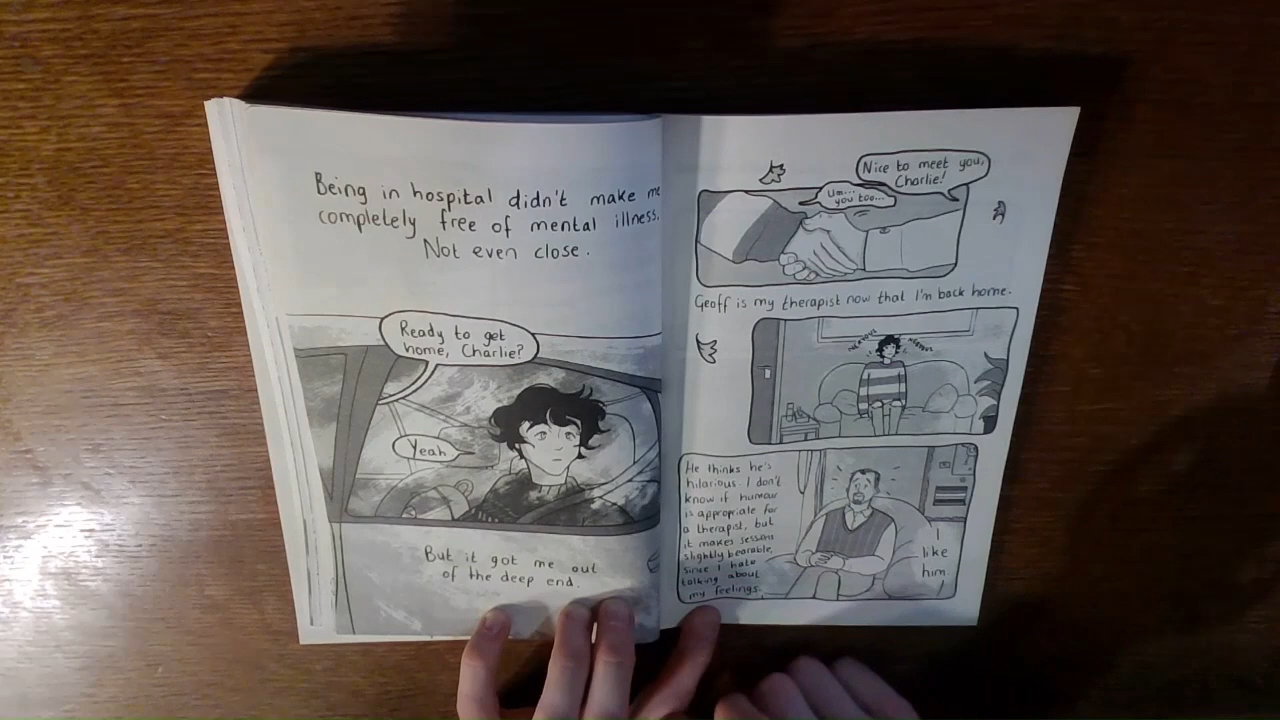 Being in hospital didn't make me
completely free of mental illness.
Not even close.
Ready to get
home, Charlie?
Yeah
But it got me out
of the deep end.
Nice to meet you,
Charlie!
Um...
you too...
Geoff is my therapist now that I'm back home.
NERVOUS NERVOUS
He thinks he's
hilarious. I don't
know if humour
is appropriate for
a therapist, but
it makes sessions
slightly bearable,
since I hate
talking about
my feelings.
I
like
him